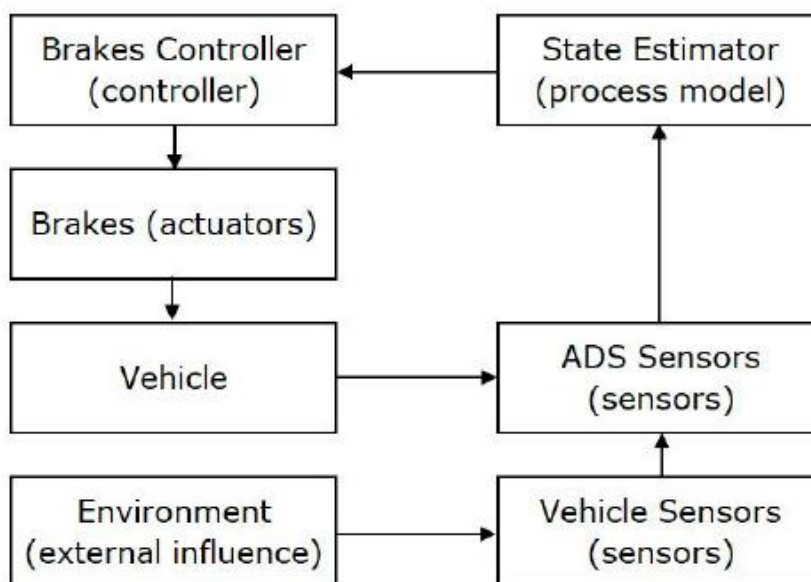 Brakes Controller
(controller)
State Estimator
(process model)
Brakes (actuators)
Vehicle
ADS Sensors
(sensors)
Environment
(external influence)
Vehicle Sensors
(sensors)